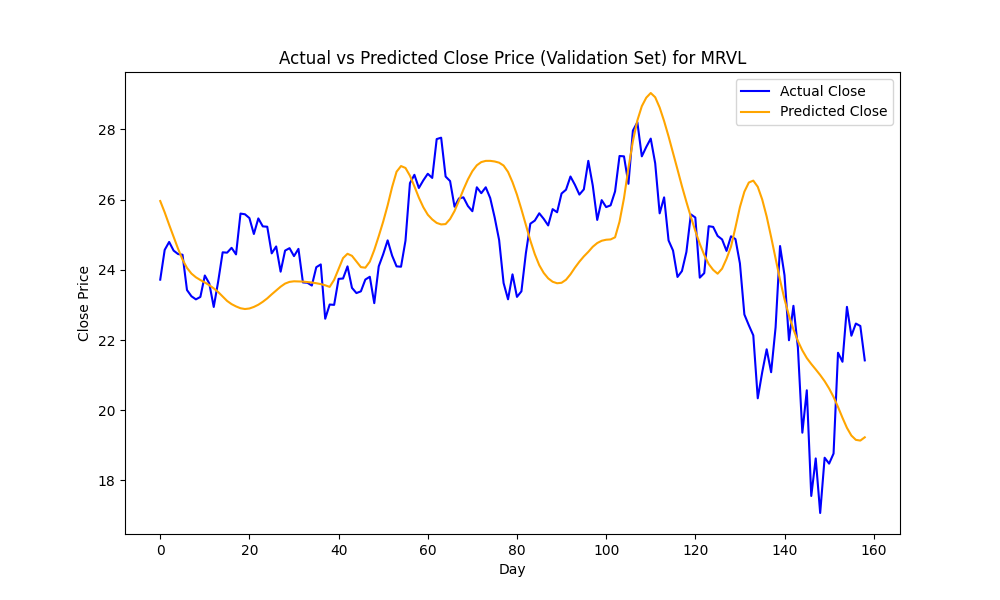 Actual vs Predicted Close Price (Validation Set) for MRVL
Actual Close
Predicted Close
Close Price
28
26
24
22
20
18
0 20 40 60 80 100 120 140 160
Day